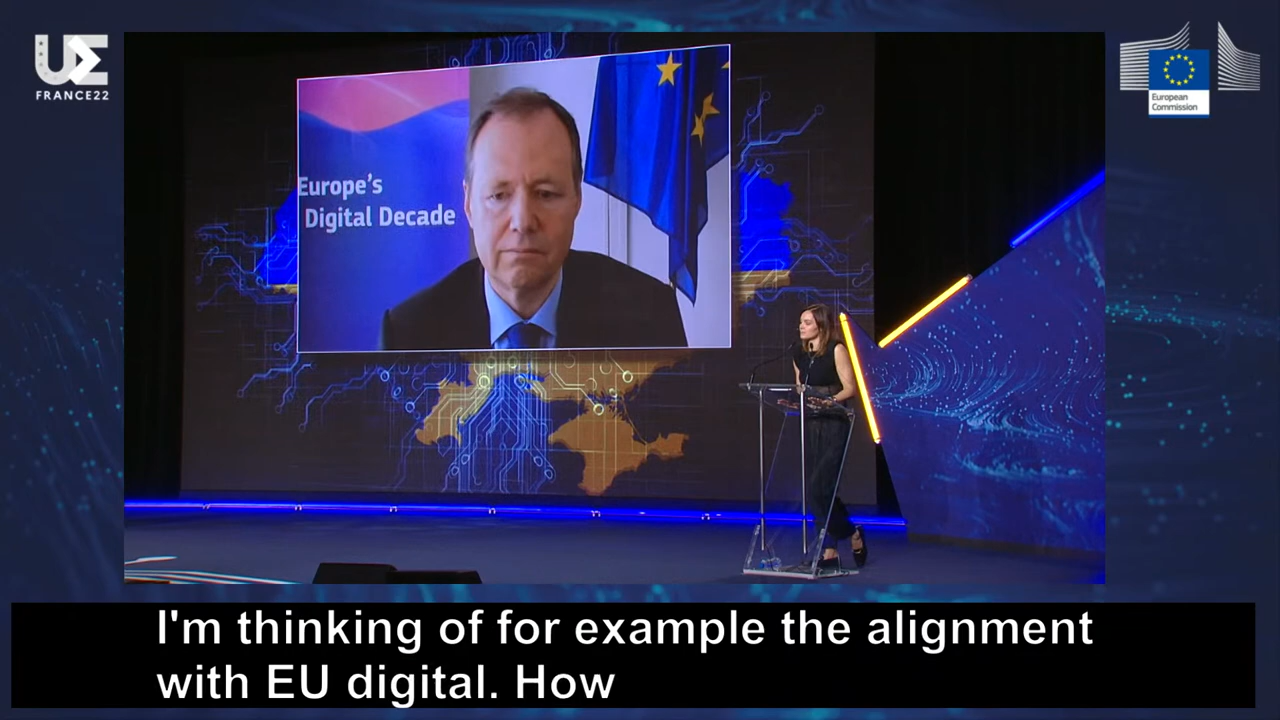 UE
FRANCE22
European
Commission
Europe's
Digital Decade
I'm thinking of for example the alignment
with EU digital. How